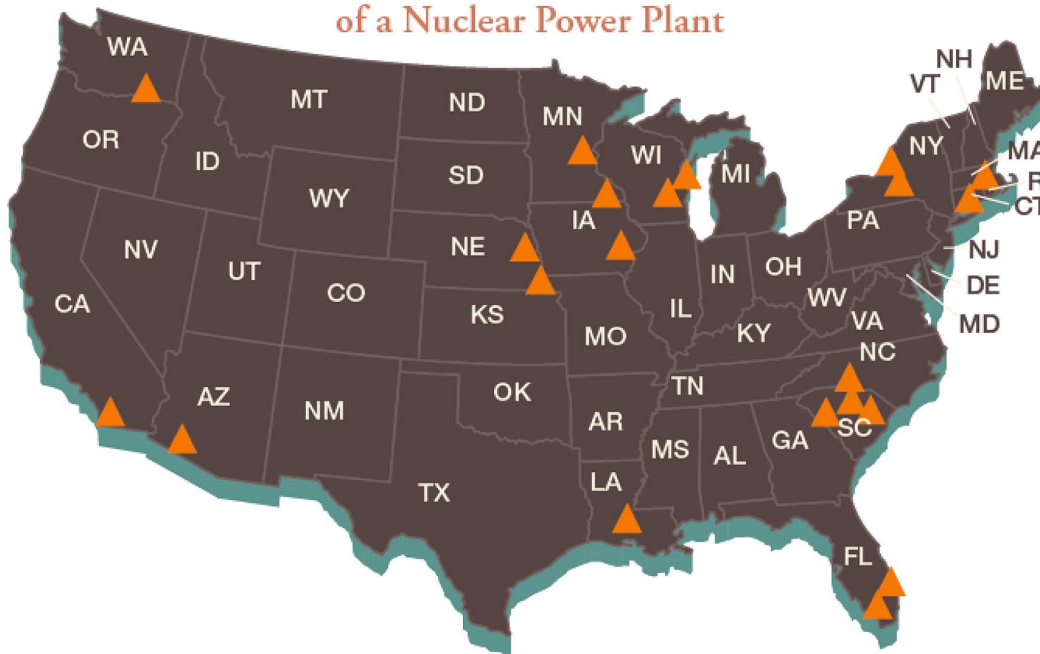 of a Nuclear Power Plant
WA
MT
ND
MN
NH
VT
ME
OR
ID
SD
WI
MI
NY
MA
R
CT
WY
IA
PA
NV
UT
NE
CO
IL
IN
OH
NJ
DE
MD
CA
KS
MO
WV
VA
KY
NC
AZ
NM
OK
TN
AR
SC
MS
AL
GA
TX
LA
FL